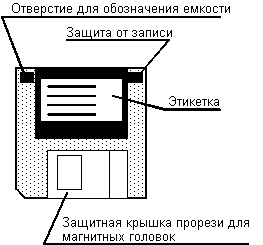 Отверстие для обозначения емкости
Защита от записи
Этикетка
Защитная крышка прорези для
магнитных головок